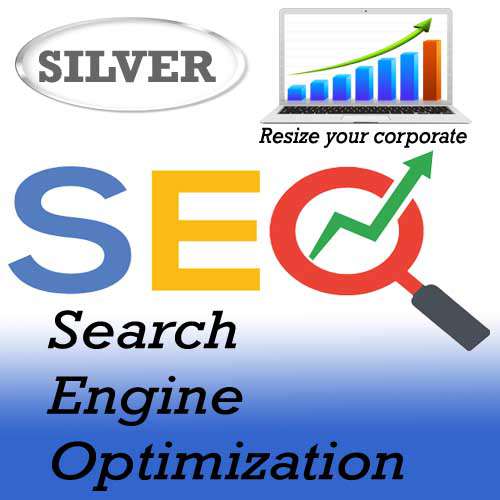 SILVER
Resize your corporate
SEO
Search
Engine
Optimization